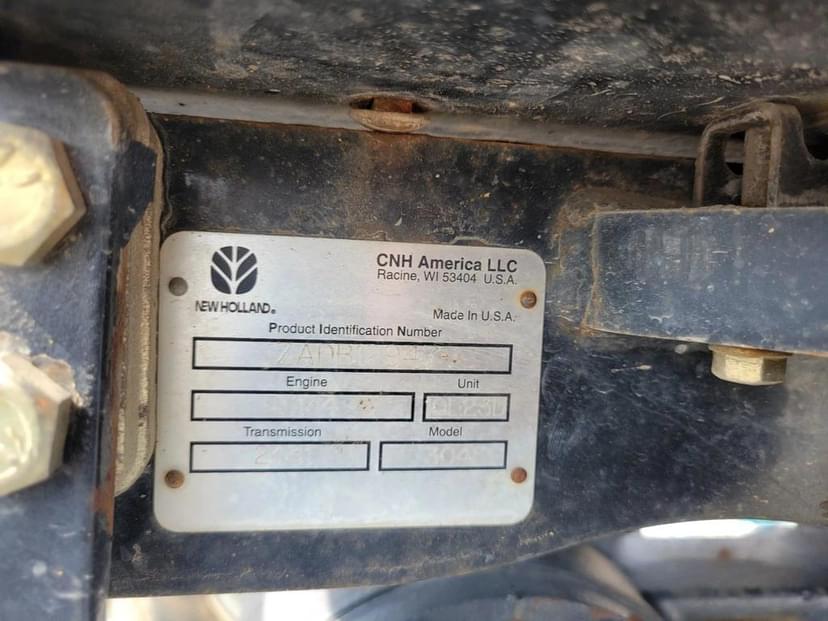 CNH America LLC
Racine, WI 53404 U.S.A.
NEW HOLLAND®
Made In U.S.A.
Product Identification Number
Engine Unit
Transmission Model